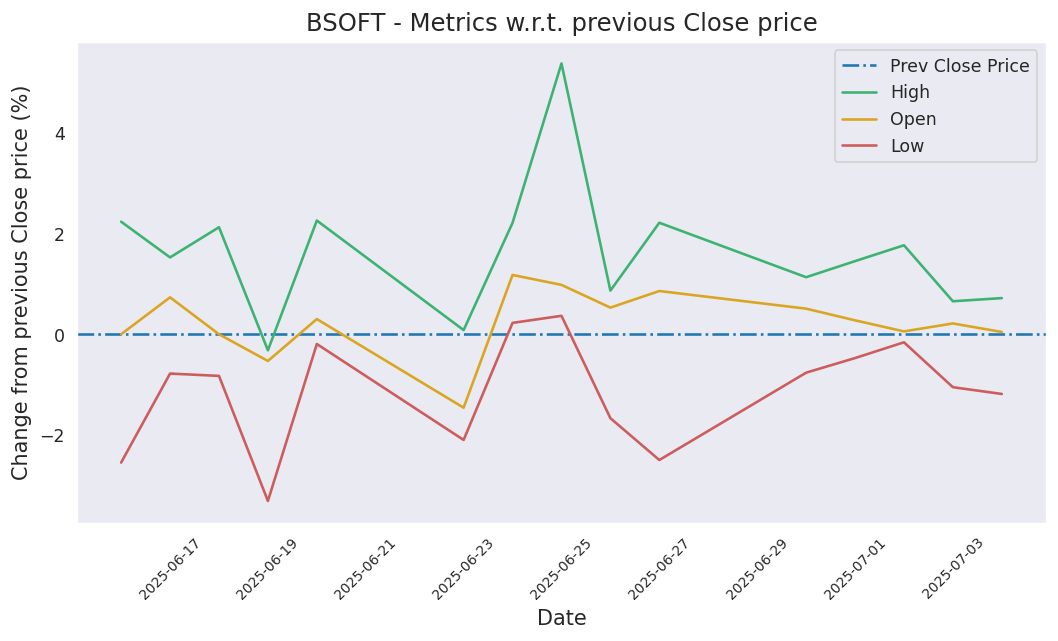 BSOFT - Metrics w.r.t. previous Close price
Prev Close Price
High
Open
Low
Change from previous Close price (%)
4
2
0
−2
2025-06-17
2025-06-19
2025-06-21
2025-06-23
2025-06-25
2025-06-27
2025-06-29
2025-07-01
2025-07-03
Date